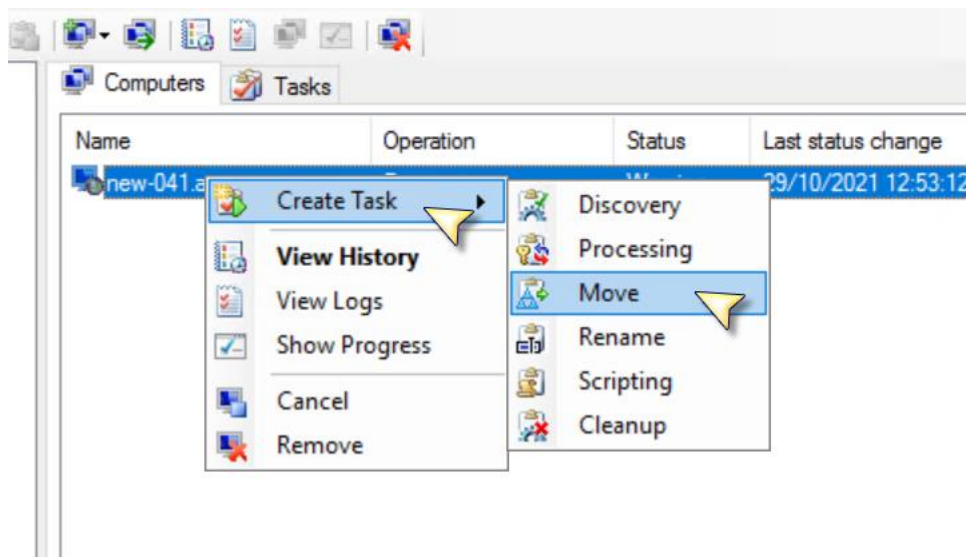 Computers Tasks
Name Operation Status Last status change
new-041.a 29/10/2021 12:53:12
Create Task
View History
View Logs
Show Progress
Cancel
Remove
Discovery
Processing
Move
Rename
Scripting
Cleanup